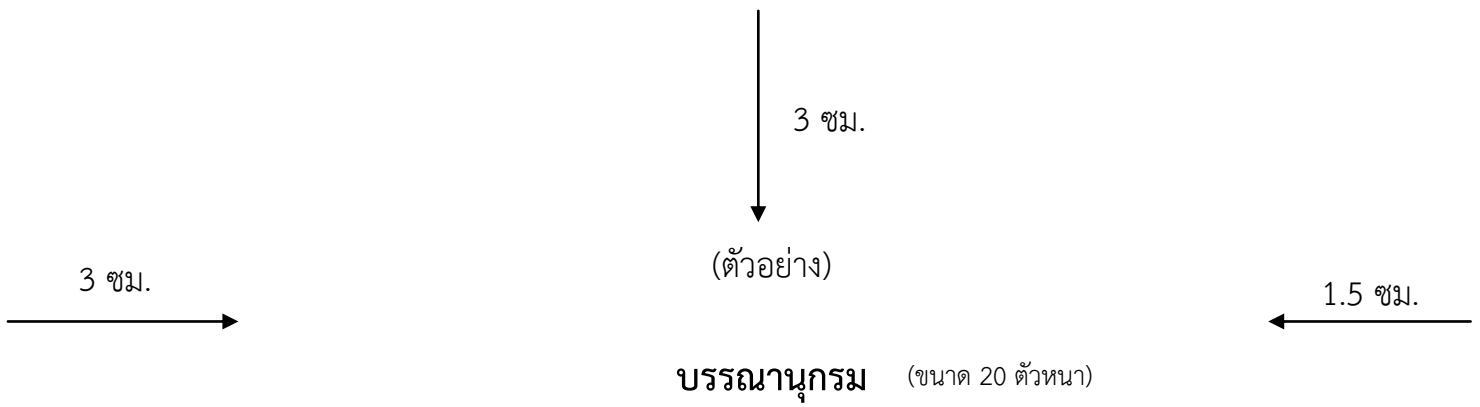 3 ซม.
(ตัวอย่าง)
3 ซม.
1.5 ซม.
บรรณานุกรม (ขนาด 20 ตัวหนา)